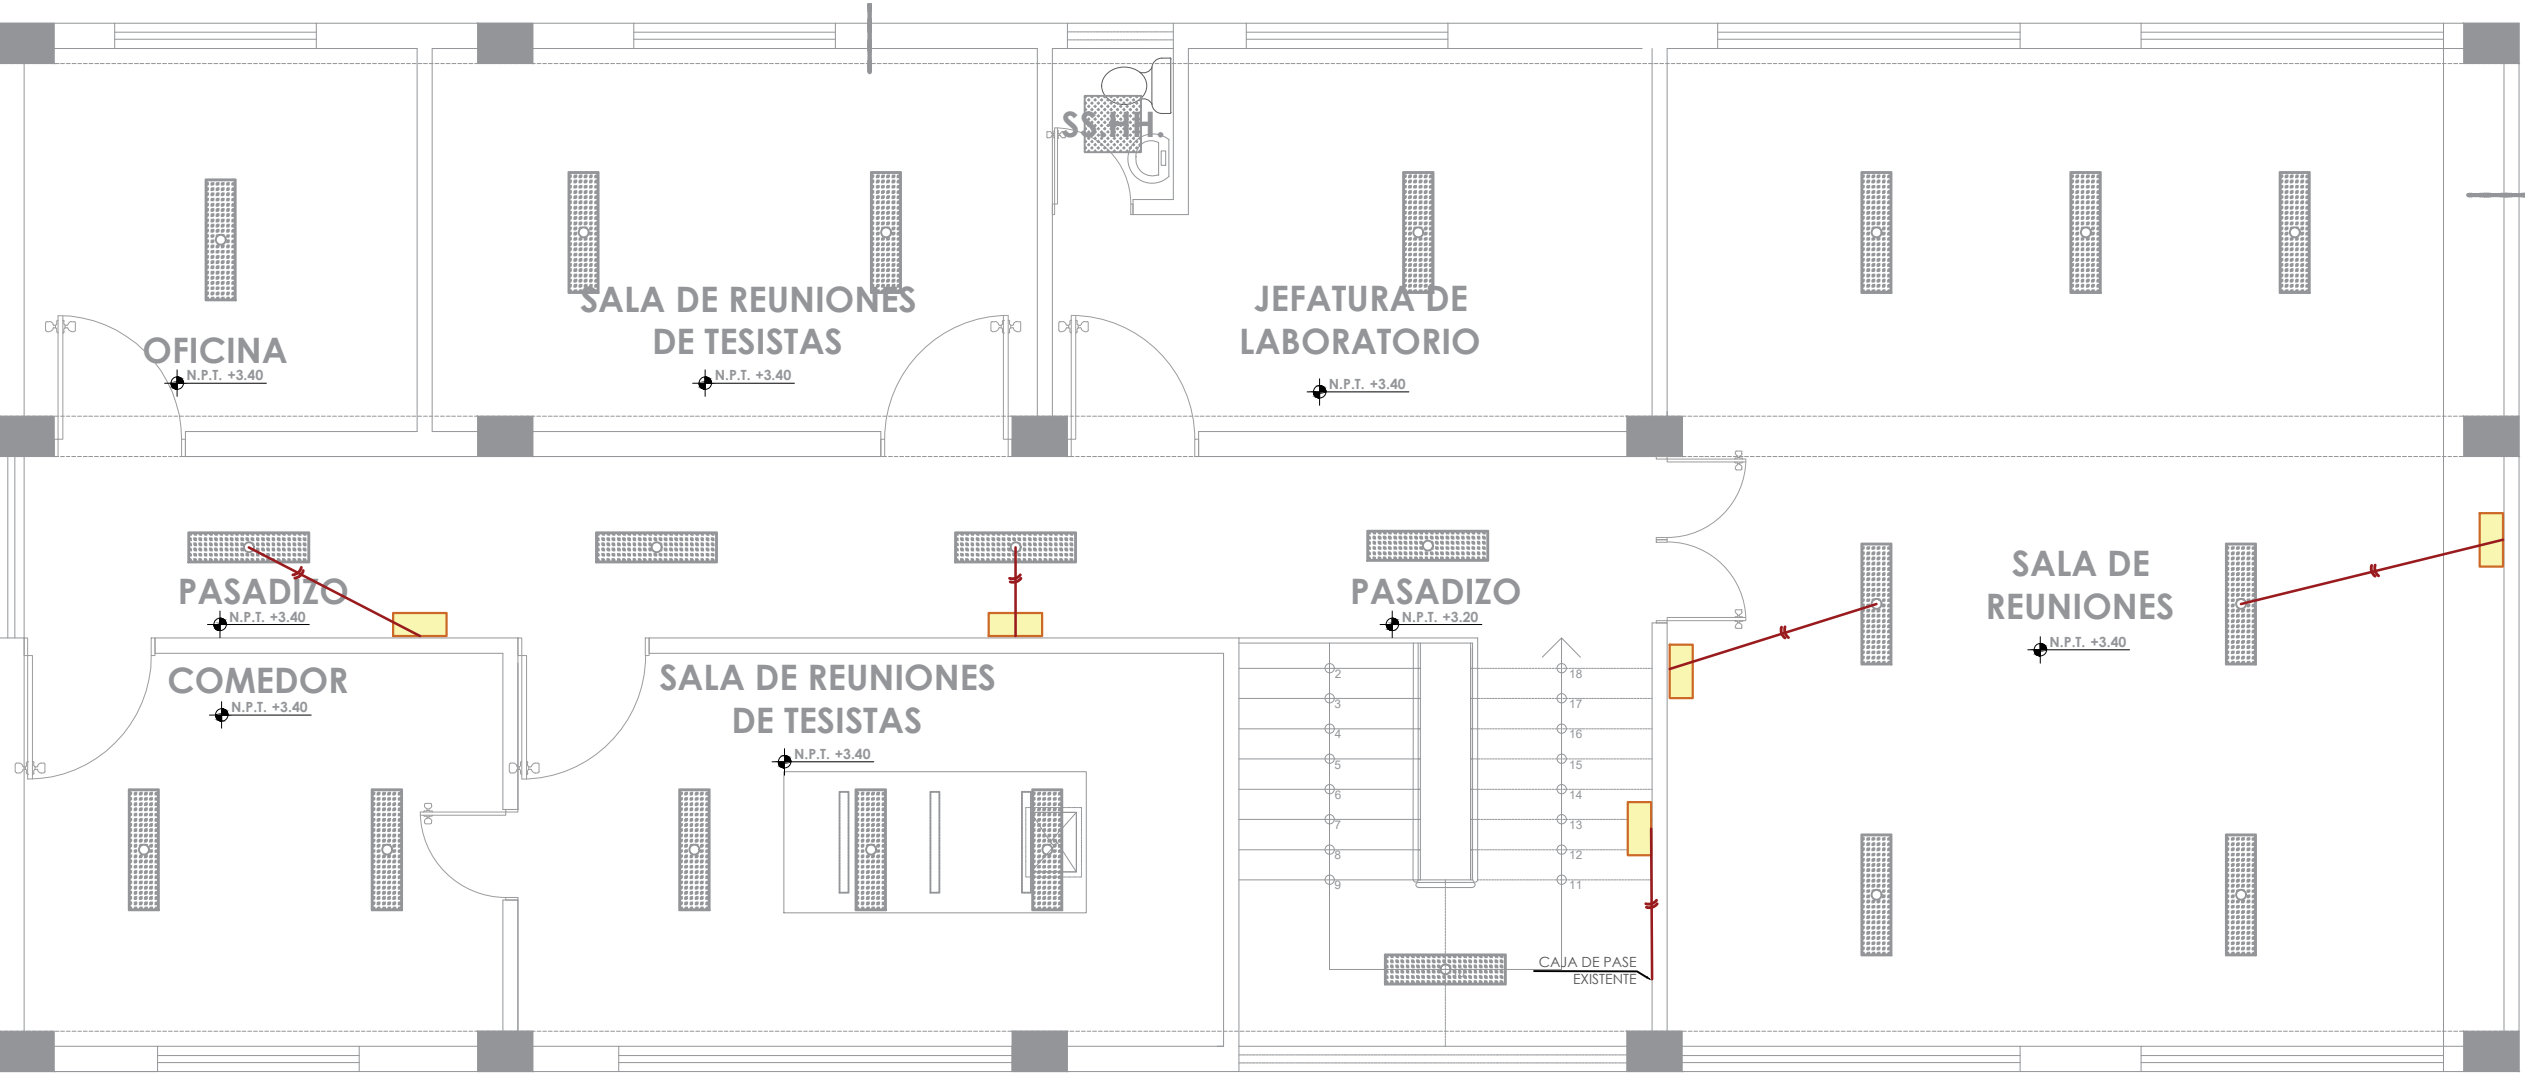 SS.HH.
SALA DE REUNIONES
DE TESISTAS
N.P.T. +3.40
JEFATURA DE
LABORATORIO
N.P.T. +3.40
OFICINA
N.P.T. +3.40
PASADIZO
N.P.T. +3.40
PASADIZO
N.P.T. +3.20
SALA DE
REUNIONES
N.P.T. +3.40
COMEDOR
N.P.T. +3.40
SALA DE REUNIONES
DE TESISTAS
N.P.T. +3.40
2
18
3
17
4
16
5
15
6
14
7
13
8
12
9
11
CAJA DE PASE
EXISTENTE